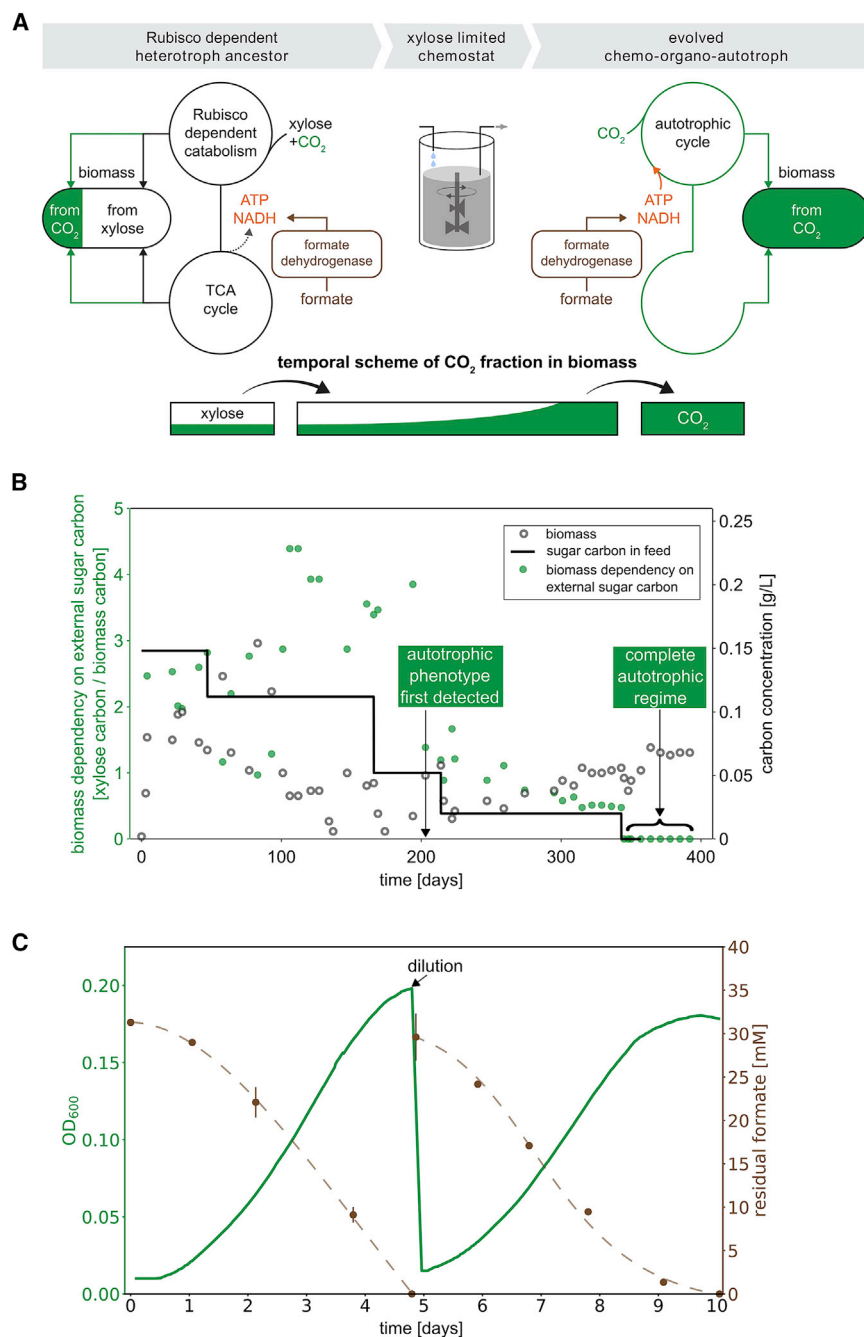 A
Rubisco dependent
heterotroph ancestor
xylose limited
chemostat
evolved
chemo-organo-autotroph
Rubisco
dependent
catabolism
xylose
+CO₂
biomass
from
CO₂
from
xylose
ATP
NADH
formate
dehydrogenase
formate
TCA
cycle
CO₂
autotrophic
cycle
biomass
ATP
NADH
from
CO₂
formate
dehydrogenase
formate
temporal scheme of CO₂ fraction in biomass
xylose
CO₂
B
biomass dependency on external sugar carbon
[xylose carbon / biomass carbon]
5
4
3
2
1
0
biomass
sugar carbon in feed
biomass dependency on
external sugar carbon
autotrophic
phenotype
first detected
complete
autotrophic
regime
0.25
0.2
0.15
0.1
0.05
0
carbon concentration [g/L]
0 100 200 300 400
time [days]
C
OD₆₀₀
0.20
0.15
0.10
0.05
0.00
dilution
40
35
30
25
20
15
10
5
0
residual formate [mM]
0 1 2 3 4 5 6 7 8 9 10
time [days]